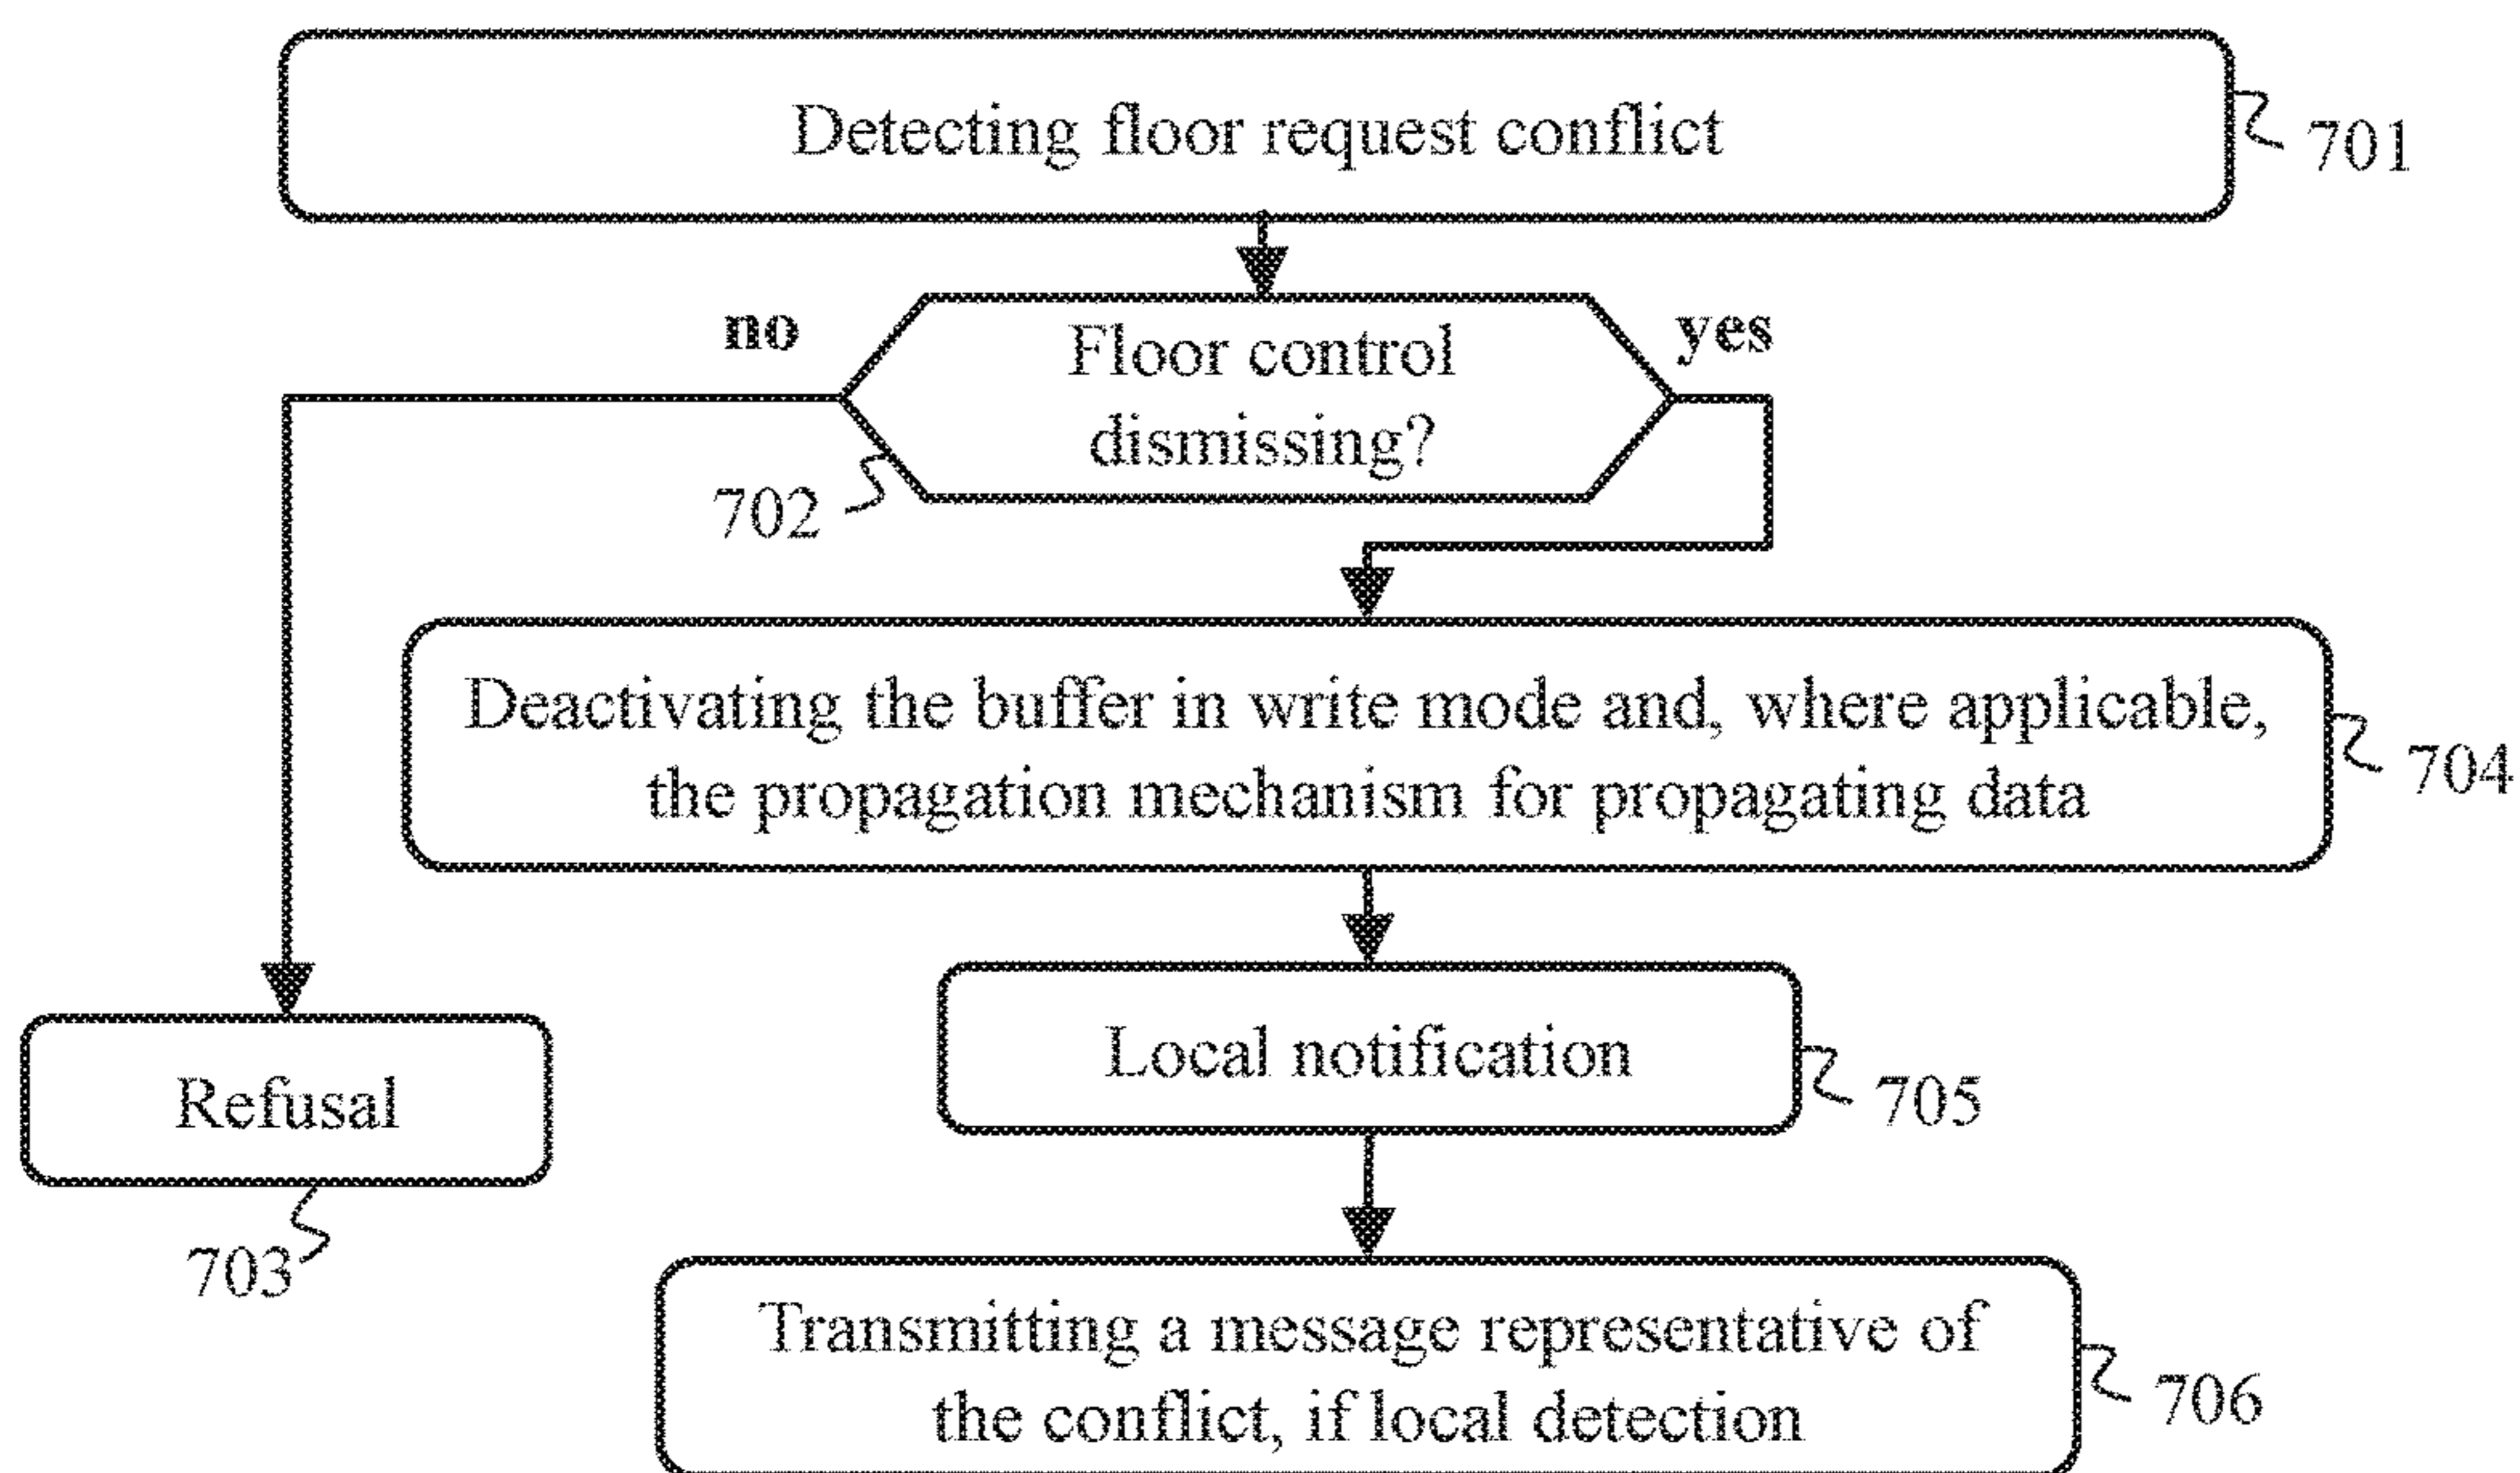 Detecting floor request conflict
701
no
yes
Floor control
dismissing?
702
Deactivating the buffer in write mode and, where applicable,
the propagation mechanism for propagating data
704
Local notification
705
Refusal
703
Transmitting a message representative of
the conflict, if local detection
706